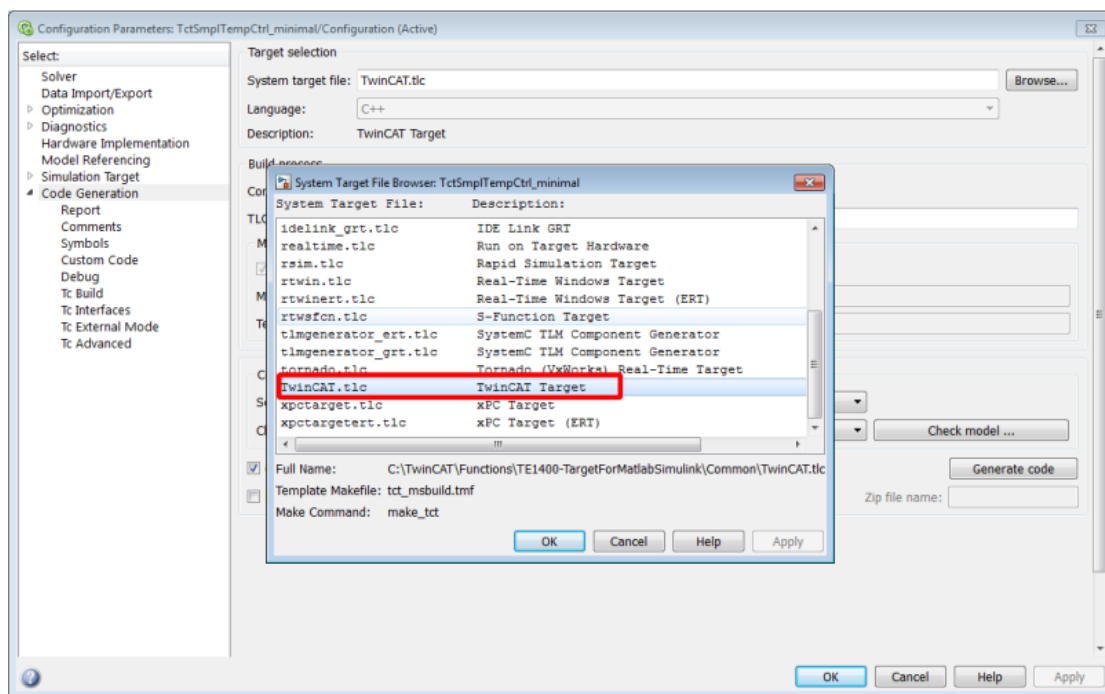 Configuration Parameters: TctSmplTempCtrl_minimal/Configuration (Active)
Select:
Solver
Data Import/Export
Optimization
Diagnostics
Hardware Implementation
Model Referencing
Simulation Target
Code Generation
Report
Comments
Symbols
Custom Code
Debug
Tc Build
Tc Interfaces
Tc External Mode
Tc Advanced
Target selection
System target file: TwinCAT.tlc Browse...
Language: C++
Description: TwinCAT Target
Build process
TLC
System Target File Browser: TctSmplTempCtrl_minimal
System Target File: Description:
idelink_grt.tlc IDE Link GRT
realtime.tlc Run on Target Hardware
rsim.tlc Rapid Simulation Target
rtwin.tlc Real-Time Windows Target
rtwinert.tlc Real-Time Windows Target (ERT)
rtwsfcn.tlc S-Function Target
tlmgenerator_ert.tlc SystemC TLM Component Generator
tlmgenerator_grt.tlc SystemC TLM Component Generator
tornado.tlc Tornado (VxWorks) Real-Time Target
TwinCAT.tlc TwinCAT Target
xpctarget.tlc xPC Target
xpctargetert.tlc xPC Target (ERT)
Full Name: C:\TwinCAT\Functions\TE1400-TargetForMatlabSimulink\Common\TwinCAT.tlc
Template Makefile: tct_msbuild.tmf
Make Command: make_tct
OK Cancel Help Apply
Check model ...
Generate code
Zip file name:
OK Cancel Help Apply